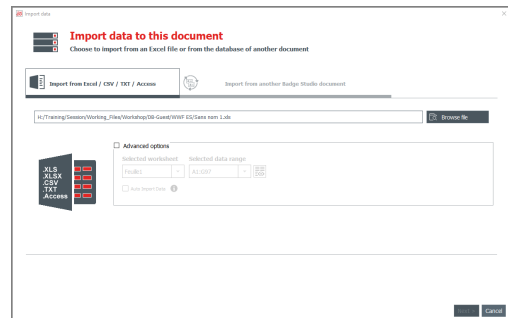 Import data
Import data to this document
Choose to import from an Excel file or from the database of another document
Import from Excel / CSV / TXT / Access
Import from another Badge Studio document
H:/Training/Session/Working_Files/Workshop/DB-Guest/WWF ES/Sans nom 1.xls
Browse file
Advanced options
Selected worksheet
Selected data range
Feuille1
A1:G97
Auto Import Data
.XLS
.XLSX
.CSV
.TXT
.Access
Next >
Cancel